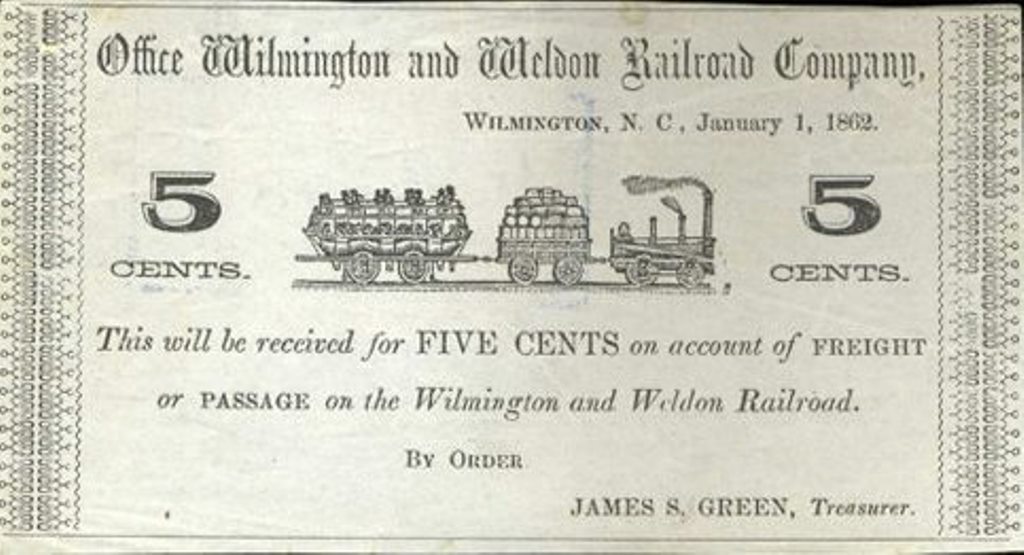 Office Wilmington and Weldon Railroad Company,
WILMINGTON, N. C., January 1, 1862.
5 5
CENTS. CENTS.
This will be received for FIVE CENTS on account of FREIGHT
or PASSAGE on the Wilmington and Weldon Railroad.
BY ORDER
JAMES S. GREEN, Treasurer.